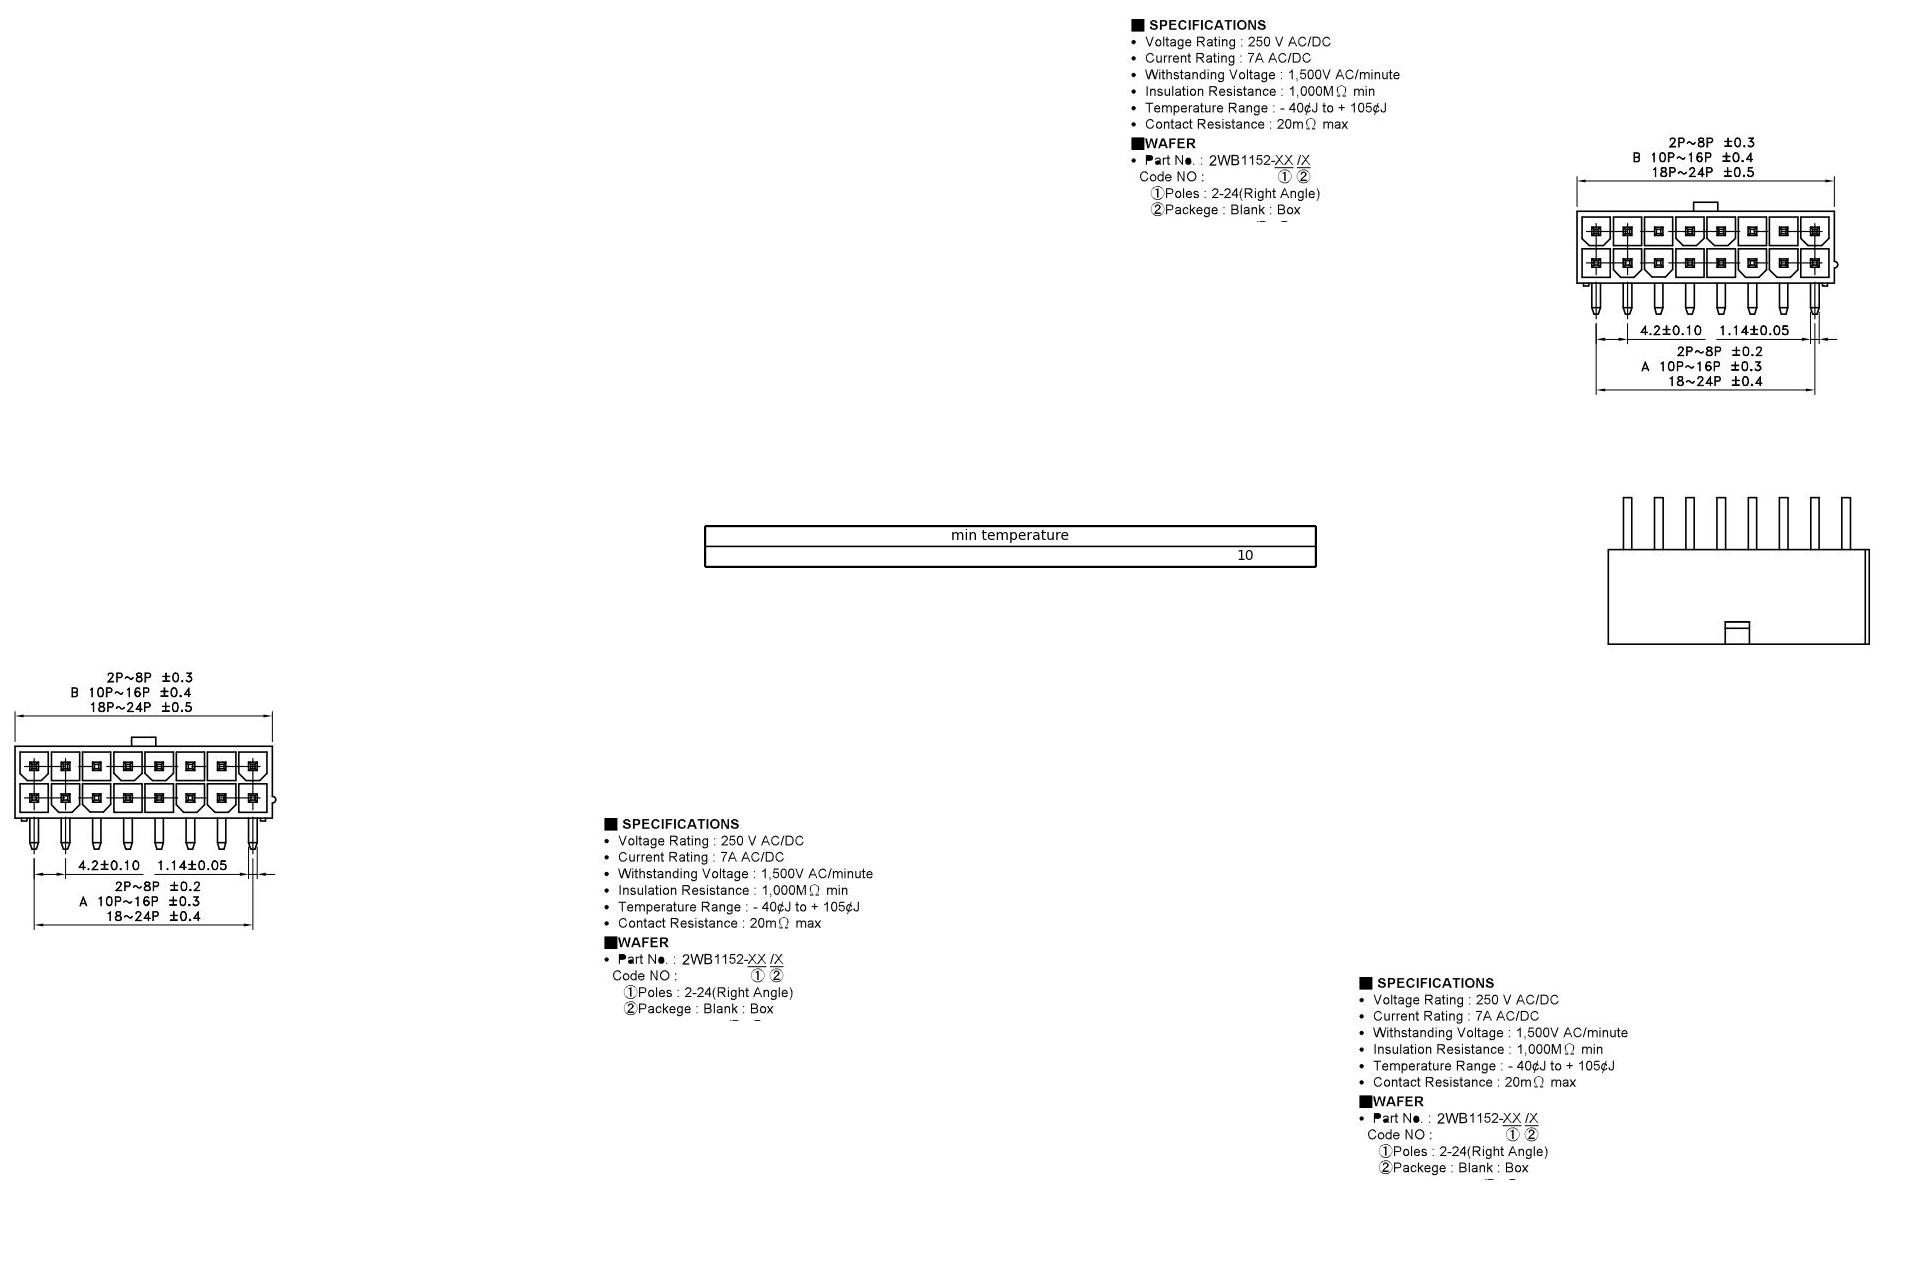 ■ SPECIFICATIONS
• Voltage Rating : 250 V AC/DC
• Current Rating : 7A AC/DC
• Withstanding Voltage : 1,500V AC/minute
• Insulation Resistance : 1,000MΩ min
• Temperature Range : - 40¢J to + 105¢J
• Contact Resistance : 20mΩ max
■WAFER
• Part No. : 2WB1152-XX /X
Code NO : ① ②
①Poles : 2-24(Right Angle)
②Packege : Blank : Box
2P~8P ±0.3
B 10P~16P ±0.4
18P~24P ±0.5
4.2±0.10 1.14±0.05
2P~8P ±0.2
A 10P~16P ±0.3
18~24P ±0.4
min temperature
10
2P~8P ±0.3
B 10P~16P ±0.4
18P~24P ±0.5
4.2±0.10 1.14±0.05
2P~8P ±0.2
A 10P~16P ±0.3
18~24P ±0.4
■ SPECIFICATIONS
• Voltage Rating : 250 V AC/DC
• Current Rating : 7A AC/DC
• Withstanding Voltage : 1,500V AC/minute
• Insulation Resistance : 1,000MΩ min
• Temperature Range : - 40¢J to + 105¢J
• Contact Resistance : 20mΩ max
■WAFER
• Part No. : 2WB1152-XX /X
Code NO : ① ②
①Poles : 2-24(Right Angle)
②Packege : Blank : Box
■ SPECIFICATIONS
• Voltage Rating : 250 V AC/DC
• Current Rating : 7A AC/DC
• Withstanding Voltage : 1,500V AC/minute
• Insulation Resistance : 1,000MΩ min
• Temperature Range : - 40¢J to + 105¢J
• Contact Resistance : 20mΩ max
■WAFER
• Part No. : 2WB1152-XX /X
Code NO : ① ②
①Poles : 2-24(Right Angle)
②Packege : Blank : Box